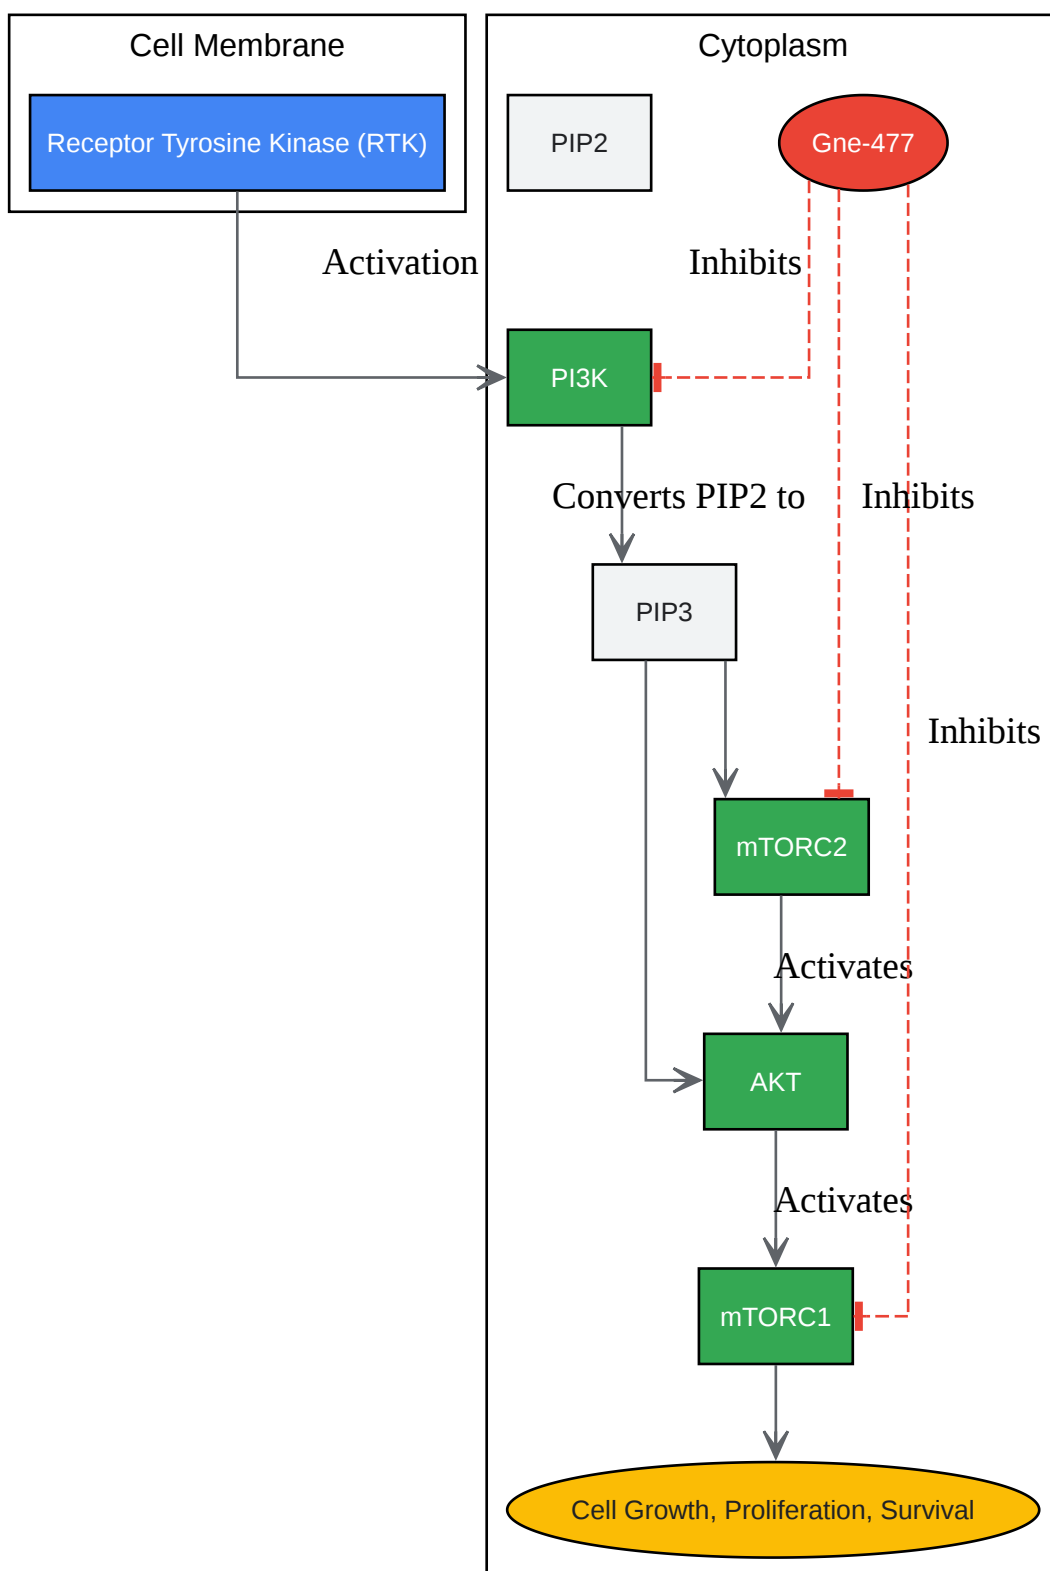 Cell Membrane
Cytoplasm
Receptor Tyrosine Kinase (RTK)
PIP2
Gne-477
Activation
Inhibits
PI3K
Converts PIP2 to
Inhibits
PIP3
Inhibits
mTORC2
Activates
AKT
Activates
mTORC1
Cell Growth, Proliferation, Survival